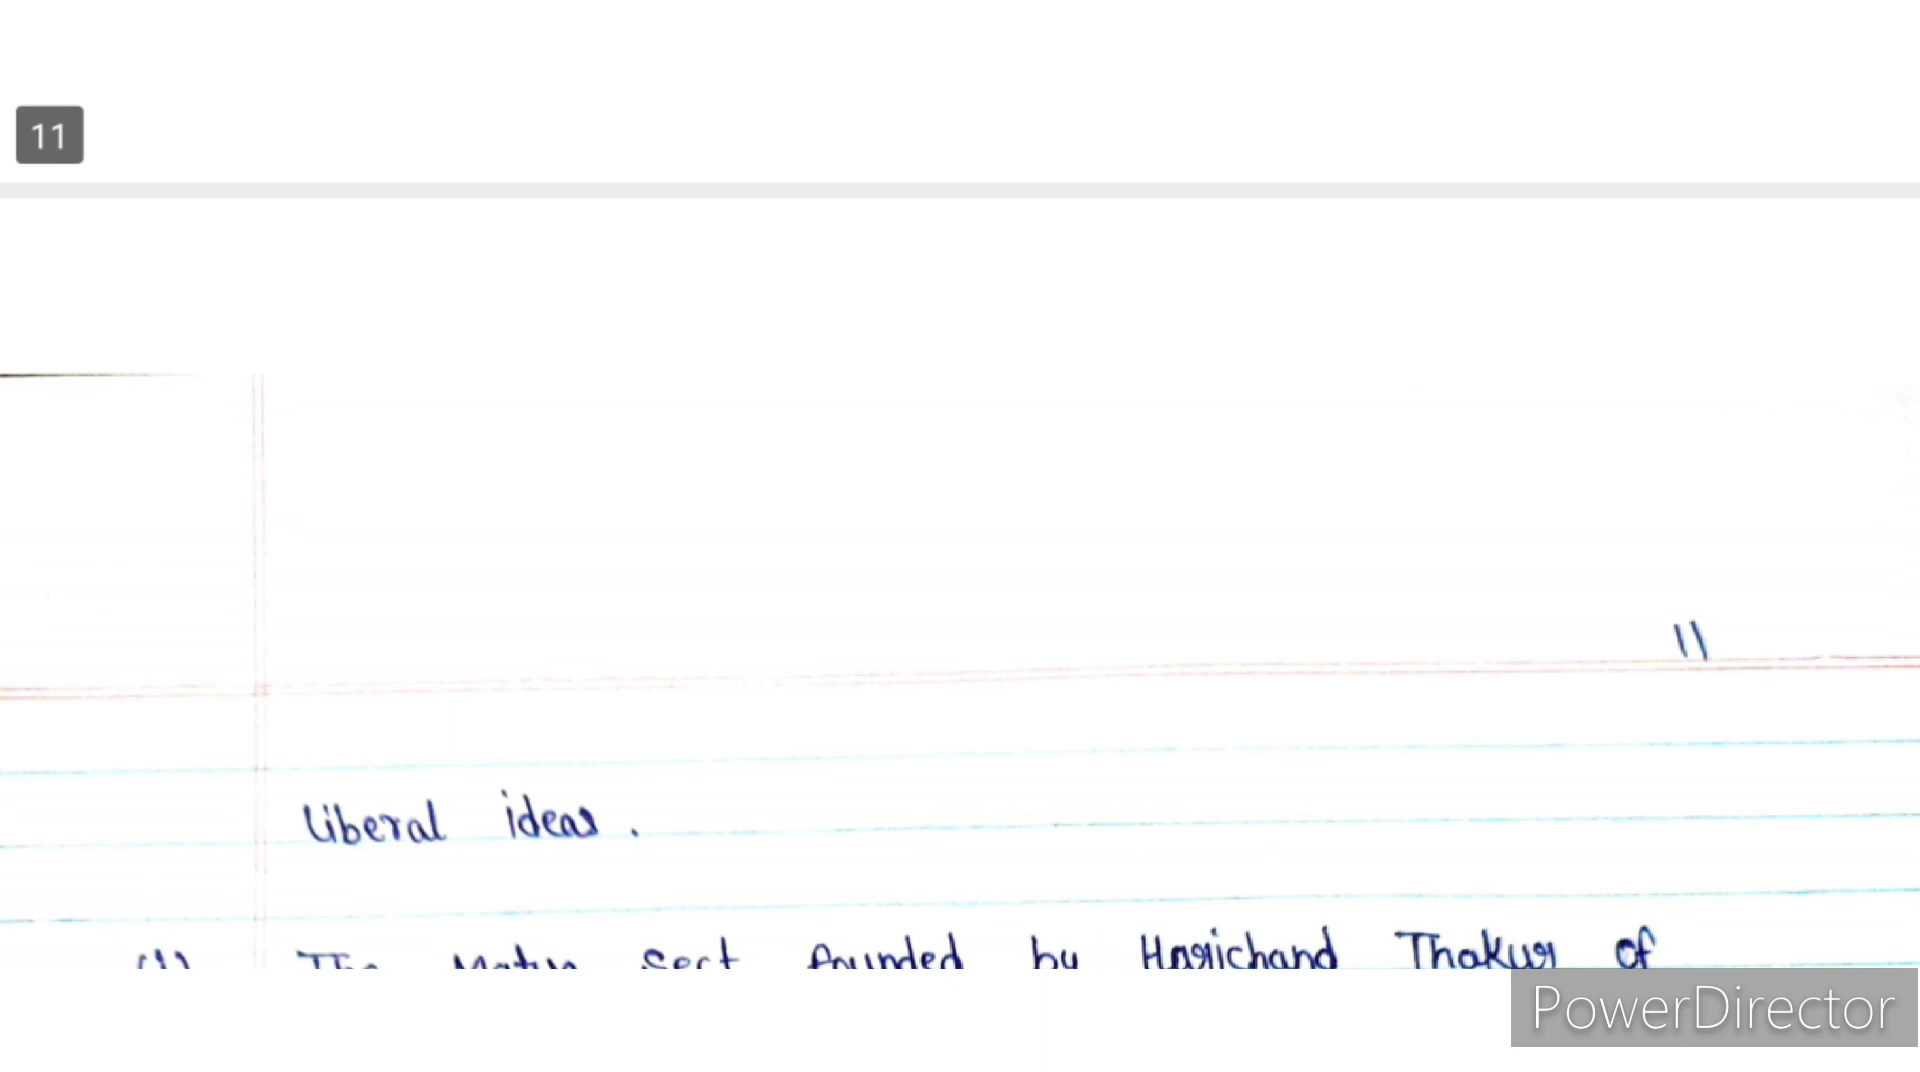 11
11
liberal ideas.
sect founded by Harichand Thakur of
PowerDirector